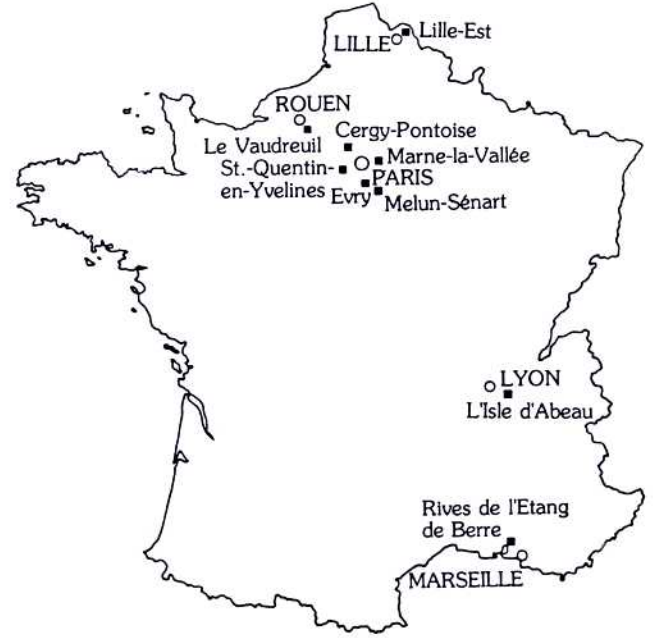 Lille-Est
LILLE
ROUEN
Le Vaudreuil
Cergy-Pontoise
St.-Quentin-
en-Yvelines
Marne-la-Vallée
PARIS
Evry
Melun-Sénart
LYON
L'Isle d'Abeau
Rives de l'Etang
de Berre
MARSEILLE